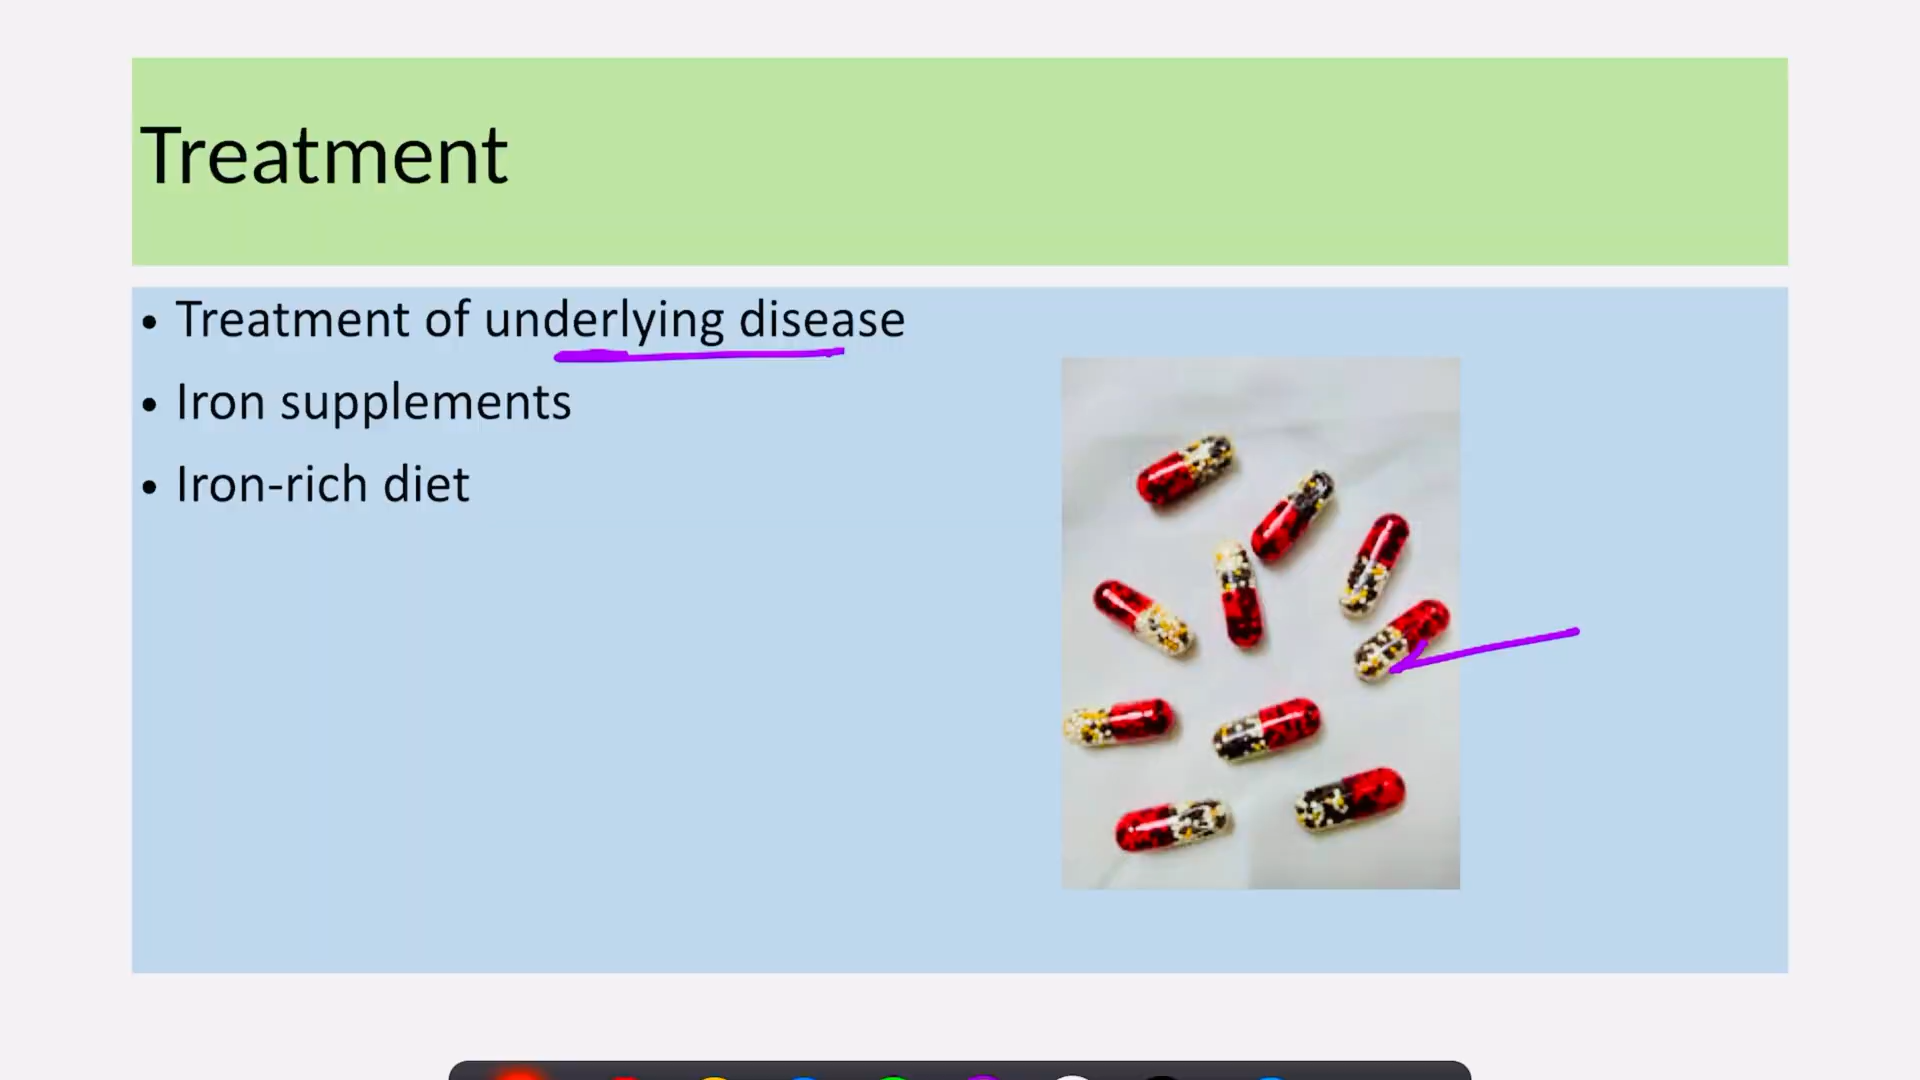 Treatment
• Treatment of underlying disease
• Iron supplements
• Iron-rich diet